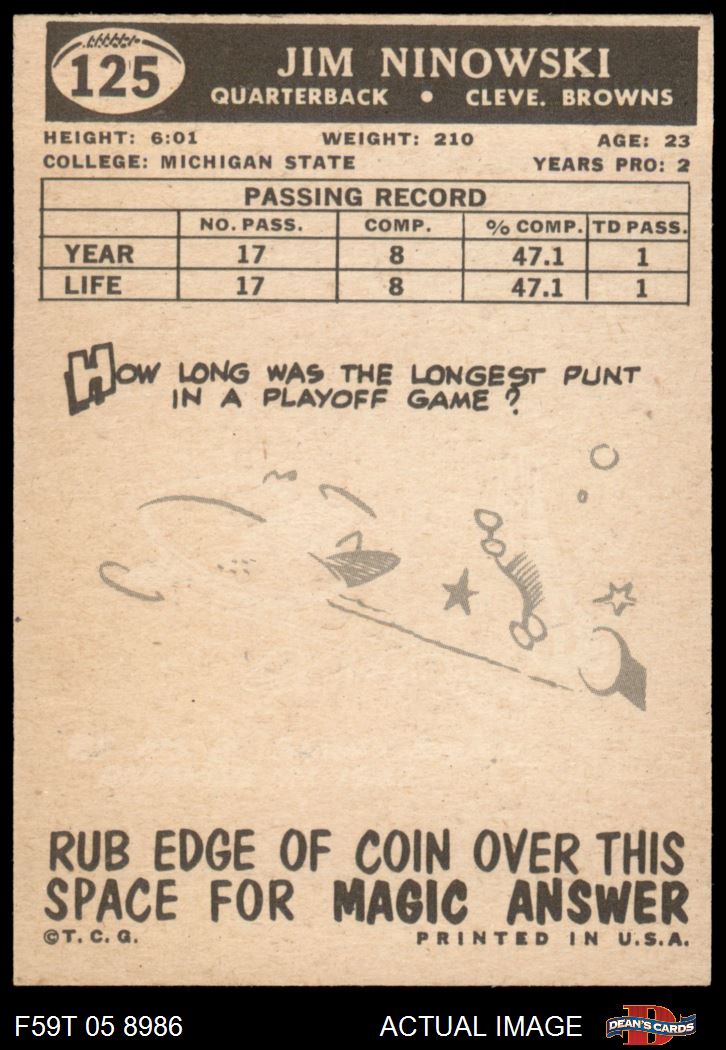 125
JIM NINOWSKI
QUARTERBACK • CLEVE. BROWNS
HEIGHT: 6:01 WEIGHT: 210 AGE: 23
COLLEGE: MICHIGAN STATE YEARS PRO: 2
PASSING RECORD
NO. PASS. COMP. % COMP. TD PASS.
YEAR 17 8 47.1 1
LIFE 17 8 47.1 1
HOW LONG WAS THE LONGEST PUNT
IN A PLAYOFF GAME?
RUB EDGE OF COIN OVER THIS
SPACE FOR MAGIC ANSWER
©T.C.G. PRINTED IN U.S.A.
F59T 05 8986 ACTUAL IMAGE D DEAN'S CARDS